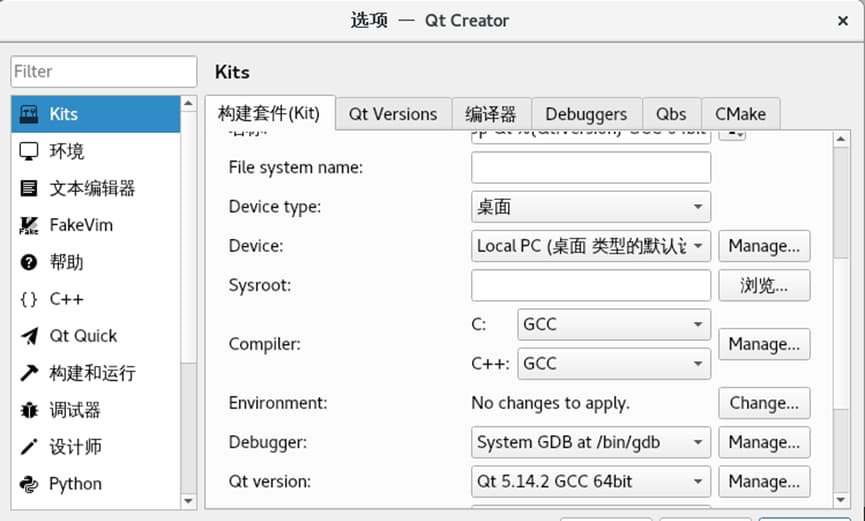 选项 — Qt Creator
Filter
Kits
Kits
环境
文本编辑器
FakeVim
帮助
{} C++
Qt Quick
构建和运行
调试器
设计师
Python
构建套件(Kit) Qt Versions 编译器 Debuggers Qbs CMake
File system name:
Device type: 桌面
Device: Local PC (桌面 类型的默认 Manage...
Sysroot: 浏览...
Compiler: C: GCC
C++: GCC
Manage...
Environment: No changes to apply. Change...
Debugger: System GDB at /bin/gdb Manage...
Qt version: Qt 5.14.2 GCC 64bit Manage...